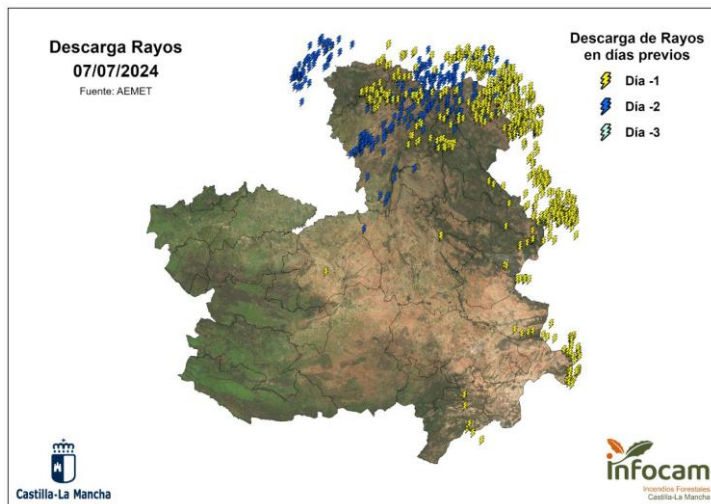 Descarga Rayos
07/07/2024
Fuente: AEMET
Descarga de Rayos
en días previos
Día -1
Día -2
Día -3
Castilla-La Mancha
infocam
Incendios Forestales
Castilla-La Mancha